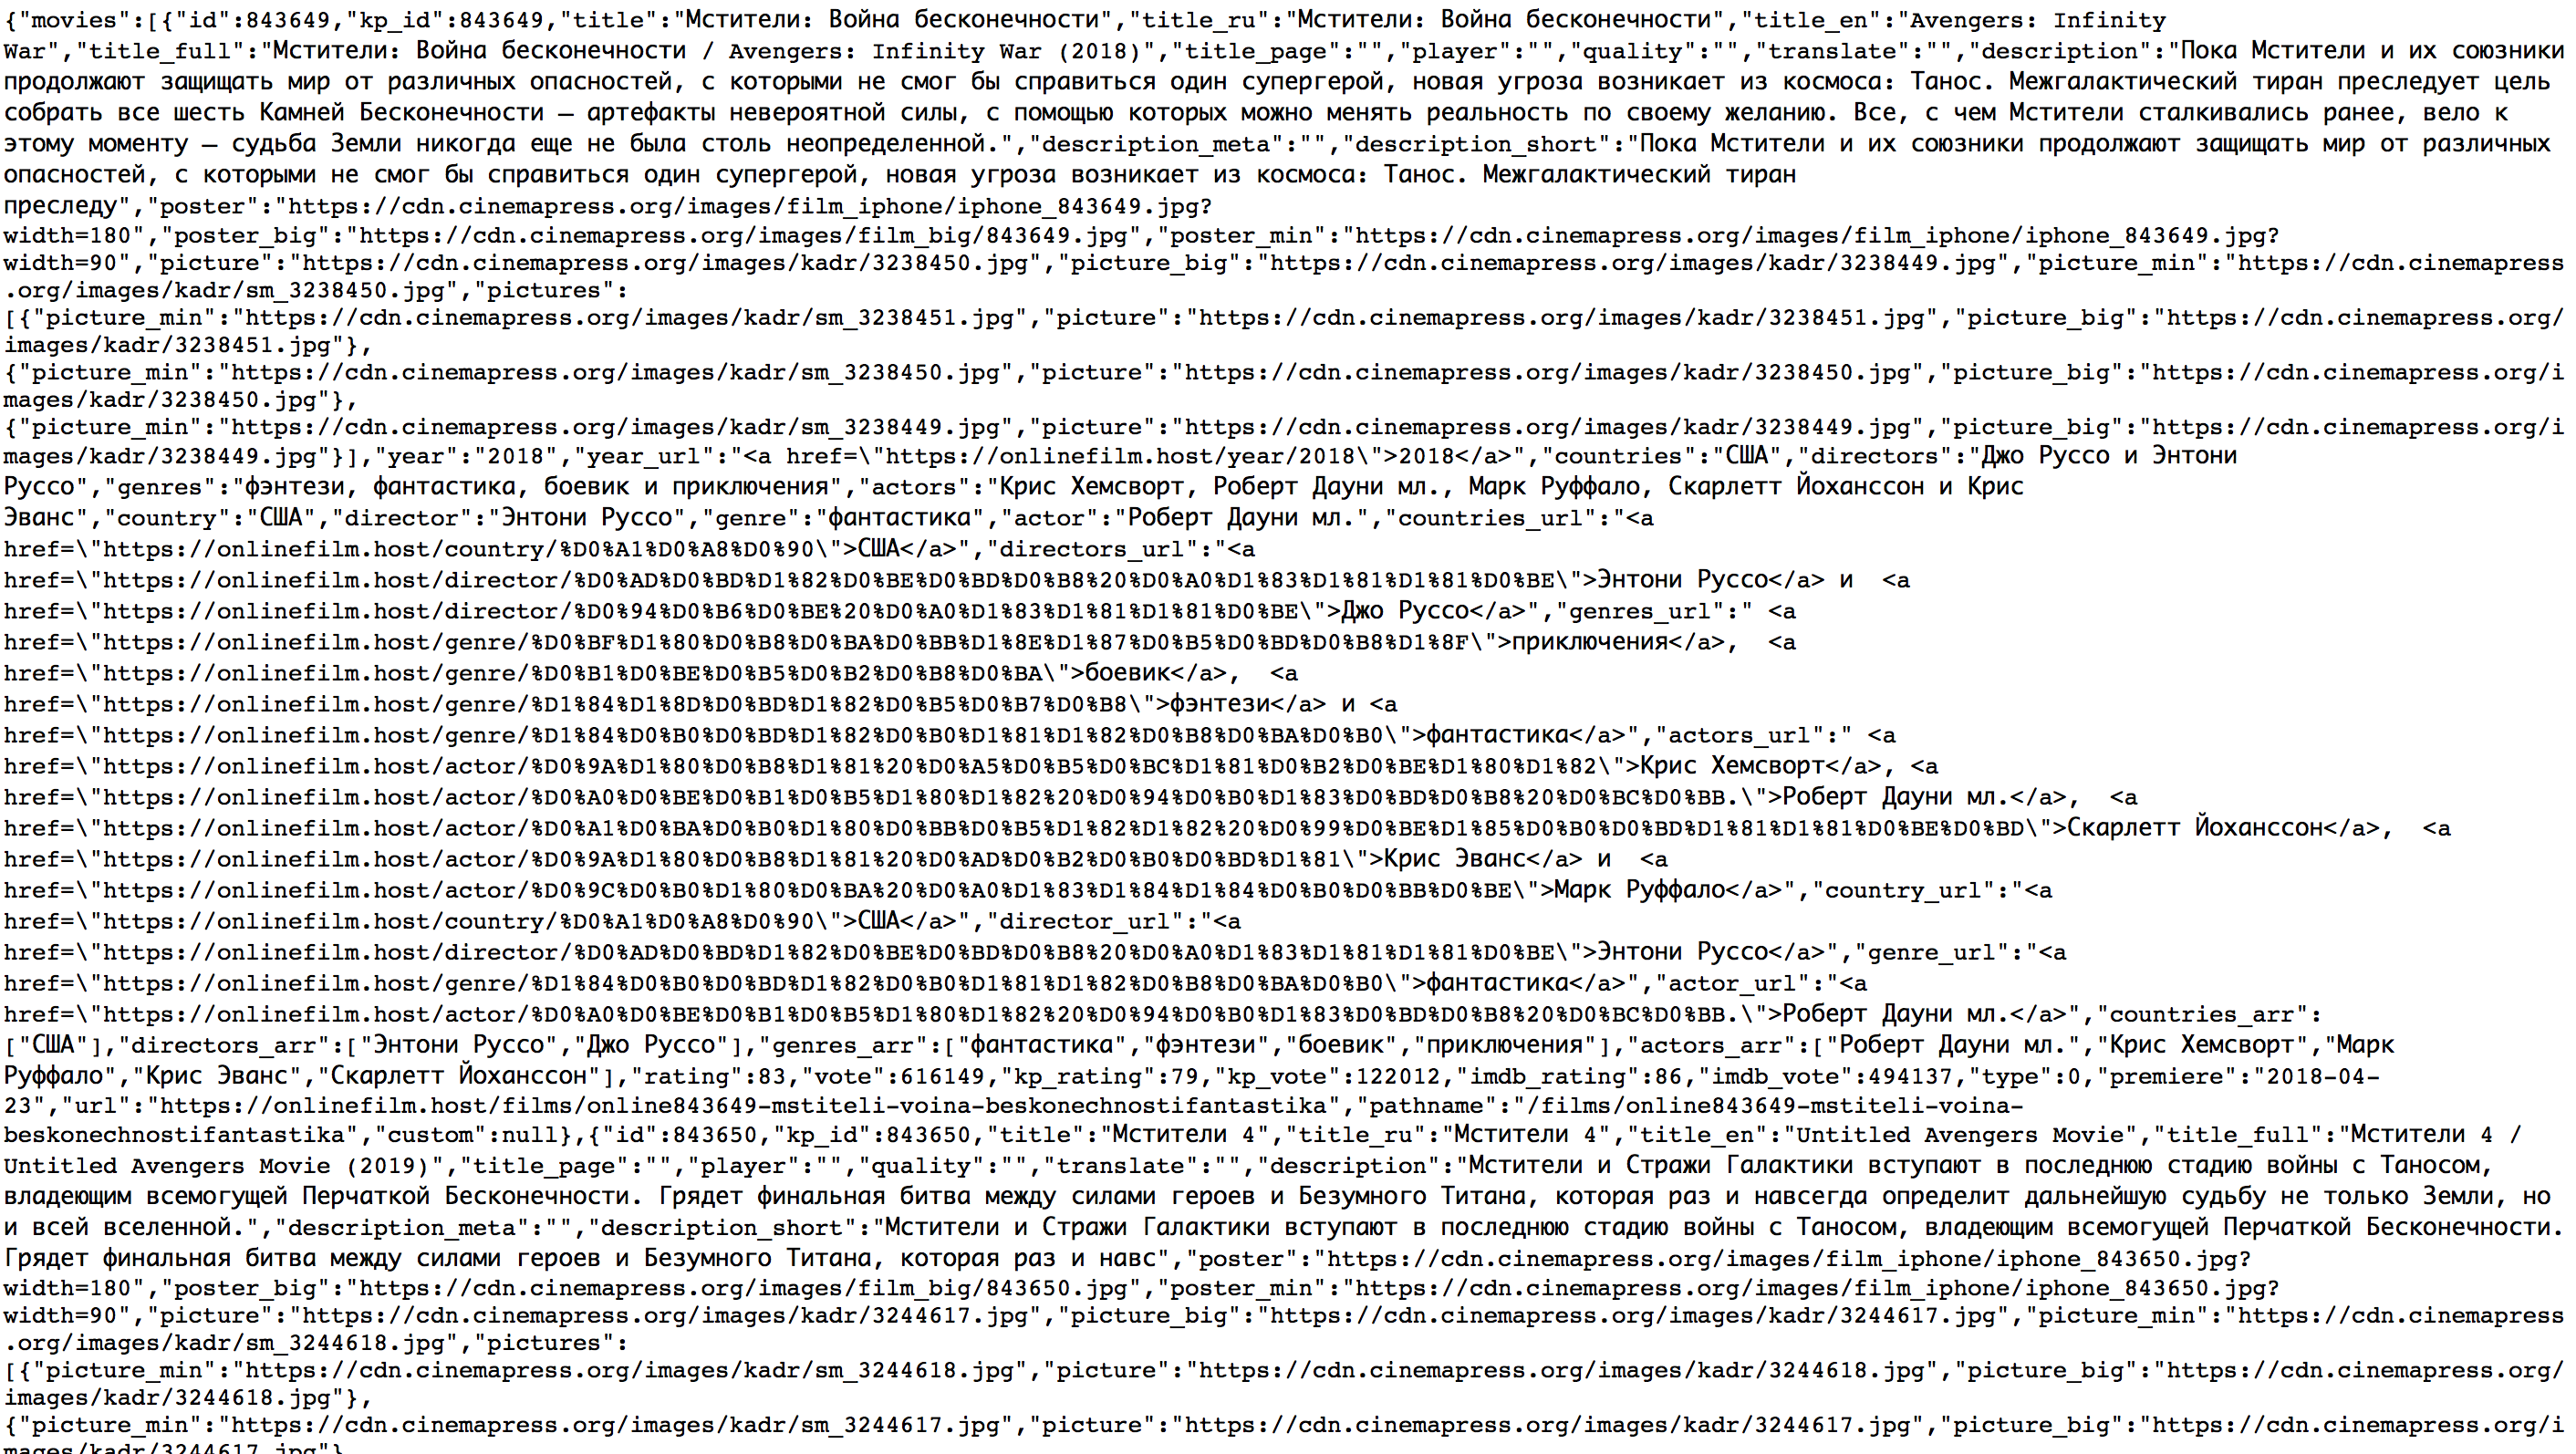 {"movies":[{"id":843649,"kp_id":843649,"title":"Мстители: Война бесконечности","title_ru":"Мстители: Война бесконечности","title_en":"Avengers: Infinity
War","title_full":"Мстители: Война бесконечности / Avengers: Infinity War (2018)","title_page":"","player":"","quality":"","translate":"","description":"Пока Мстители и их союзники
продолжают защищать мир от различных опасностей, с которыми не смог бы справиться один супергерой, новая угроза возникает из космоса: Танос. Межгалактический тиран преследует цель
собрать все шесть Камней Бесконечности — артефакты невероятной силы, с помощью которых можно менять реальность по своему желанию. Все, с чем Мстители сталкивались ранее, вело к
этому моменту — судьба Земли никогда еще не была столь неопределенной.","description_meta":"","description_short":"Пока Мстители и их союзники продолжают защищать мир от различных
опасностей, с которыми не смог бы справиться один супергерой, новая угроза возникает из космоса: Танос. Межгалактический тиран
преследу","poster":"https://cdn.cinemapress.org/images/film_iphone/iphone_843649.jpg?
width=180","poster_big":"https://cdn.cinemapress.org/images/film_big/843649.jpg","poster_min":"https://cdn.cinemapress.org/images/film_iphone/iphone_843649.jpg?
width=90","picture":"https://cdn.cinemapress.org/images/kadr/3238450.jpg","picture_big":"https://cdn.cinemapress.org/images/kadr/3238449.jpg","picture_min":"https://cdn.cinemapress
.org/images/kadr/sm_3238450.jpg","pictures":
[{"picture_min":"https://cdn.cinemapress.org/images/kadr/sm_3238451.jpg","picture":"https://cdn.cinemapress.org/images/kadr/3238451.jpg","picture_big":"https://cdn.cinemapress.org/
images/kadr/3238451.jpg"},
{"picture_min":"https://cdn.cinemapress.org/images/kadr/sm_3238450.jpg","picture":"https://cdn.cinemapress.org/images/kadr/3238450.jpg","picture_big":"https://cdn.cinemapress.org/i
mages/kadr/3238450.jpg"},
{"picture_min":"https://cdn.cinemapress.org/images/kadr/sm_3238449.jpg","picture":"https://cdn.cinemapress.org/images/kadr/3238449.jpg","picture_big":"https://cdn.cinemapress.org/i
mages/kadr/3238449.jpg"}],"year":"2018","year_url":"<a href=\"https://onlinefilm.host/year/2018\">2018</a>","countries":"США","directors":"Джо Руссо и Энтони
Руссо","genres":"фэнтези, фантастика, боевик и приключения","actors":"Крис Хемсворт, Роберт Дауни мл., Марк Руффало, Скарлетт Йоханссон и Крис
Эванс","country":"США","director":"Энтони Руссо","genre":"фантастика","actor":"Роберт Дауни мл.","countries_url":"<a
href=\"https://onlinefilm.host/country/%D0%A1%D0%A8%D0%90\">США</a>","directors_url":"<a
href=\"https://onlinefilm.host/director/%D0%AD%D0%BD%D1%82%D0%BE%D0%BD%D0%B8%20%D0%A0%D1%83%D1%81%D1%81%D0%BE\">Энтони Руссо</a> и  <a
href=\"https://onlinefilm.host/director/%D0%94%D0%B6%D0%BE%20%D0%A0%D1%83%D1%81%D1%81%D0%BE\">Джо Руссо</a>","genres_url":" <a
href=\"https://onlinefilm.host/genre/%D0%BF%D1%80%D0%B8%D0%BA%D0%BB%D1%8E%D1%87%D0%B5%D0%BD%D0%B8%D1%8F\">приключения</a>,  <a
href=\"https://onlinefilm.host/genre/%D0%B1%D0%BE%D0%B5%D0%B2%D0%B8%D0%BA\">боевик</a>,  <a
href=\"https://onlinefilm.host/genre/%D1%84%D1%8D%D0%BD%D1%82%D0%B5%D0%B7%D0%B8\">фэнтези</a> и <a
href=\"https://onlinefilm.host/genre/%D1%84%D0%B0%D0%BD%D1%82%D0%B0%D1%81%D1%82%D0%B8%D0%BA%D0%B0\">фантастика</a>","actors_url":" <a
href=\"https://onlinefilm.host/actor/%D0%9A%D1%80%D0%B8%D1%81%20%D0%A5%D0%B5%D0%BC%D1%81%D0%B2%D0%BE%D1%80%D1%82\">Крис Хемсворт</a>, <a
href=\"https://onlinefilm.host/actor/%D0%A0%D0%BE%D0%B1%D0%B5%D1%80%D1%82%20%D0%94%D0%B0%D1%83%D0%BD%D0%B8%20%D0%BC%D0%BB.\">Роберт Дауни мл.</a>,  <a
href=\"https://onlinefilm.host/actor/%D0%A1%D0%BA%D0%B0%D1%80%D0%BB%D0%B5%D1%82%D1%82%20%D0%99%D0%BE%D1%85%D0%B0%D0%BD%D1%81%D1%81%D0%BE%D0%BD\">Скарлетт Йоханссон</a>,  <a
href=\"https://onlinefilm.host/actor/%D0%9A%D1%80%D0%B8%D1%81%20%D0%AD%D0%B2%D0%B0%D0%BD%D1%81\">Крис Эванс</a> и  <a
href=\"https://onlinefilm.host/actor/%D0%9C%D0%B0%D1%80%D0%BA%20%D0%A0%D1%83%D1%84%D1%84%D0%B0%D0%BB%D0%BE\">Марк Руффало</a>","country_url":"<a
href=\"https://onlinefilm.host/country/%D0%A1%D0%A8%D0%90\">США</a>","director_url":"<a
href=\"https://onlinefilm.host/director/%D0%AD%D0%BD%D1%82%D0%BE%D0%BD%D0%B8%20%D0%A0%D1%83%D1%81%D1%81%D0%BE\">Энтони Руссо</a>","genre_url":"<a
href=\"https://onlinefilm.host/genre/%D1%84%D0%B0%D0%BD%D1%82%D0%B0%D1%81%D1%82%D0%B8%D0%BA%D0%B0\">фантастика</a>","actor_url":"<a
href=\"https://onlinefilm.host/actor/%D0%A0%D0%BE%D0%B1%D0%B5%D1%80%D1%82%20%D0%94%D0%B0%D1%83%D0%BD%D0%B8%20%D0%BC%D0%BB.\">Роберт Дауни мл.</a>","countries_arr":
["США"],"directors_arr":["Энтони Руссо","Джо Руссо"],"genres_arr":["фантастика","фэнтези","боевик","приключения"],"actors_arr":["Роберт Дауни мл.","Крис Хемсворт","Марк
Руффало","Крис Эванс","Скарлетт Йоханссон"],"rating":83,"vote":616149,"kp_rating":79,"kp_vote":122012,"imdb_rating":86,"imdb_vote":494137,"type":0,"premiere":"2018-04-
23","url":"https://onlinefilm.host/films/online843649-mstiteli-voina-beskonechnostifantastika","pathname":"/films/online843649-mstiteli-voina-
beskonechnostifantastika","custom":null},{"id":843650,"kp_id":843650,"title":"Мстители 4","title_ru":"Мстители 4","title_en":"Untitled Avengers Movie","title_full":"Мстители 4 /
Untitled Avengers Movie (2019)","title_page":"","player":"","quality":"","translate":"","description":"Мстители и Стражи Галактики вступают в последнюю стадию войны с Таносом,
владеющим всемогущей Перчаткой Бесконечности. Грядет финальная битва между силами героев и Безумного Титана, которая раз и навсегда определит дальнейшую судьбу не только Земли, но
и всей вселенной.","description_meta":"","description_short":"Мстители и Стражи Галактики вступают в последнюю стадию войны с Таносом, владеющим всемогущей Перчаткой Бесконечности.
Грядет финальная битва между силами героев и Безумного Титана, которая раз и навс","poster":"https://cdn.cinemapress.org/images/film_iphone/iphone_843650.jpg?
width=180","poster_big":"https://cdn.cinemapress.org/images/film_big/843650.jpg","poster_min":"https://cdn.cinemapress.org/images/film_iphone/iphone_843650.jpg?
width=90","picture":"https://cdn.cinemapress.org/images/kadr/3244617.jpg","picture_big":"https://cdn.cinemapress.org/images/kadr/3244617.jpg","picture_min":"https://cdn.cinemapress
.org/images/kadr/sm_3244618.jpg","pictures":
[{"picture_min":"https://cdn.cinemapress.org/images/kadr/sm_3244618.jpg","picture":"https://cdn.cinemapress.org/images/kadr/3244618.jpg","picture_big":"https://cdn.cinemapress.org/
images/kadr/3244618.jpg"},
{"picture_min":"https://cdn.cinemapress.org/images/kadr/sm_3244617.jpg","picture":"https://cdn.cinemapress.org/images/kadr/3244617.jpg","picture_big":"https://cdn.cinemapress.org/i
mages/kadr/3244617.jpg"}